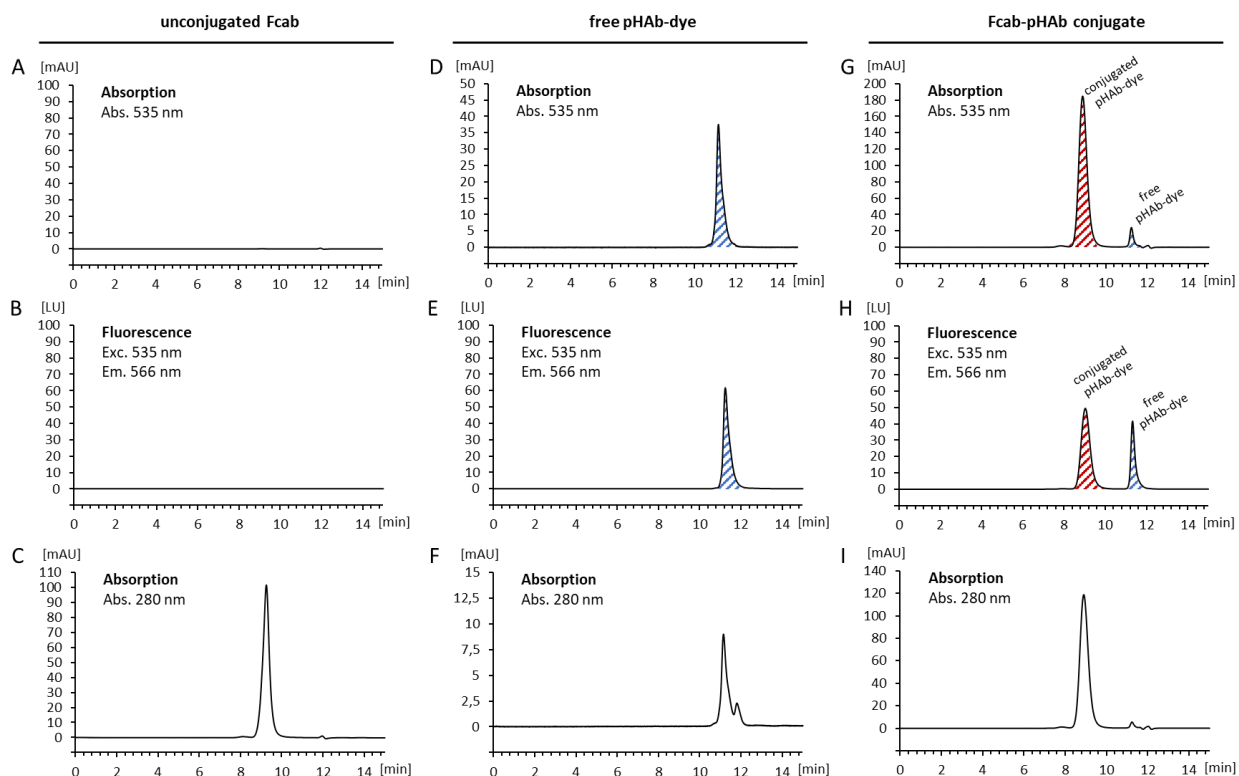 unconjugated Fcab
free pHAb-dye
Fcab-pHAb conjugate
A
[mAU]
Absorption
Abs. 535 nm
100
90
80
70
60
50
40
30
20
10
0
0 2 4 6 8 10 12 14 [min]
D
[mAU]
Absorption
Abs. 535 nm
50
45
40
35
30
25
20
15
10
5
0
0 2 4 6 8 10 12 14 [min]
G
[mAU]
Absorption
Abs. 535 nm
conjugated
pHAb-dye
free
pHAb-dye
200
180
160
140
120
100
80
60
40
20
0
0 2 4 6 8 10 12 14 [min]
B
[LU]
Fluorescence
Exc. 535 nm
Em. 566 nm
100
90
80
70
60
50
40
30
20
10
0
0 2 4 6 8 10 12 14 [min]
E
[LU]
Fluorescence
Exc. 535 nm
Em. 566 nm
100
90
80
70
60
50
40
30
20
10
0
0 2 4 6 8 10 12 14 [min]
H
[LU]
Fluorescence
Exc. 535 nm
Em. 566 nm
conjugated
pHAb-dye
free
pHAb-dye
100
90
80
70
60
50
40
30
20
10
0
0 2 4 6 8 10 12 14 [min]
C
[mAU]
Absorption
Abs. 280 nm
110
100
90
80
70
60
50
40
30
20
10
0
0 2 4 6 8 10 12 14 [min]
F
[mAU]
Absorption
Abs. 280 nm
15
12,5
10
7,5
5
2,5
0
0 2 4 6 8 10 12 14 [min]
I
[mAU]
Absorption
Abs. 280 nm
140
120
100
80
60
40
20
0
0 2 4 6 8 10 12 14 [min]